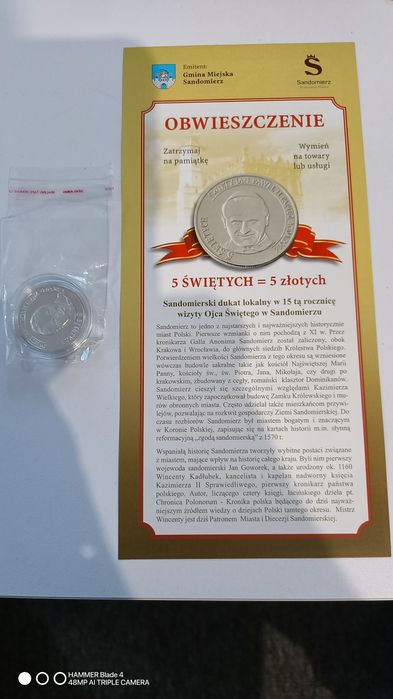 Emitent:
Gmina Miejska
Sandomierz
S
Sandomierz
OBWIESZCZENIE
Zatrzymaj
na pamiątkę
Wymień
na towary
lub usługi
5 ŚWIĘTYCH
5 ŚWIĘTYCH = 5 złotych
Sandomierski dukat lokalny w 15 tą rocznicę
wizyty Ojca Świętego w Sandomierzu
Sandomierz to jedno z najstarszych i najważniejszych historycznie
miast Polski. Pierwsze wzmianki o nim pochodzą z XI w. Przez
kronikarza Galla Anonima Sandomierz został zaliczony, obok
Krakowa i Wrocławia, do głównych siedzib Królestwa Polskiego.
Potwierdzeniem wielkości Sandomierza z tego okresu są wzniesione
wówczas budowle sakralne takie jak kościół Najświętszej Marii
Panny, kościoły św., św. Piotra, Jana, Mikołaja, czy drugi po
krakowskim, zbudowany z cegły, romański klasztor Dominikanów.
Sandomierz cieszył się szczególnymi względami Kazimierza
Wielkiego, który zapoczątkował budowę Zamku Królewskiego i mu-
rów obronnych miasta. Często udzielał także mieszkańcom przywi-
lejów, pozwalając na rozkwit gospodarczy Ziemi Sandomierskiej. Do
czasu rozbiorów Sandomierz był miastem bogatym i znaczącym
w Koronie Polskiej, zapisując się na kartach historii m.in. słynną
reformacyjną „zgodą sandomierską" z 1570 r.
Wspaniałą historię Sandomierza tworzyły wybitne postaci związane
z miastem, mające wpływ na historię całego kraju. Byli nim pierwszy
wojewoda sandomierski Jan Goworek, a także urodzony ok. 1160
Wincenty Kadłubek, kancelista i kapelan nadworny księcia
Kazimierza II Sprawiedliwego, pierwszy kronikarz państwa
polskiego. Autor, liczącego cztery księgi, łacińskiego dzieła pt.
Chronica Polonorum - Kronika polska będącego do dziś najważ-
niejszym źródłem wiedzy o dziejach Polski tamtego okresu. Mistrz
Wincenty jest dziś Patronem Miasta i Diecezji Sandomierskiej.
HAMMER Blade 4
48MP AI TRIPLE CAMERA